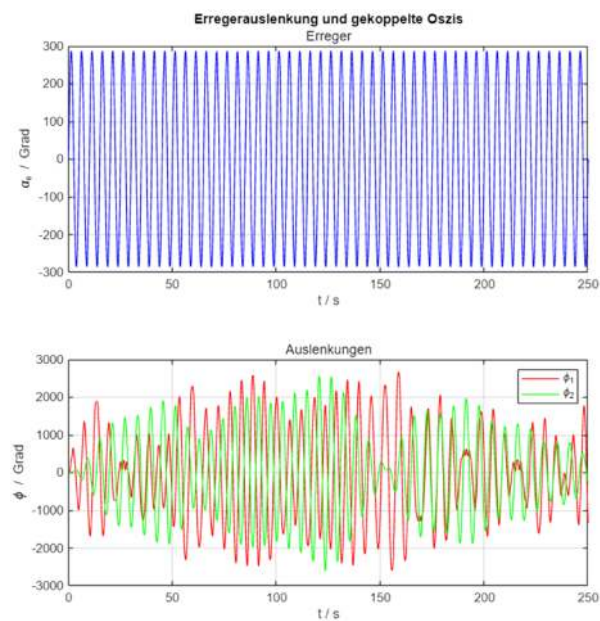 Erregerauslenkung und gekoppelte Oszis
Erreger
300
200
100
0
-100
-200
-300
αe / Grad
0 50 100 150 200 250
t / s
Auslenkungen
3000
2000
1000
0
-1000
-2000
-3000
ϕ / Grad
ϕ1
ϕ2
0 50 100 150 200 250
t / s